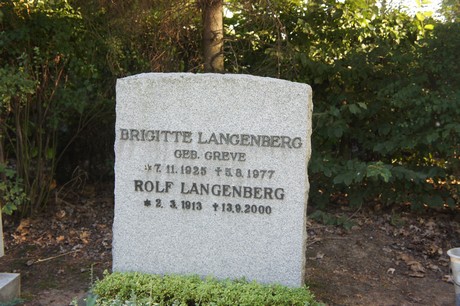 BRIGITTE LANGENBERG
GEB. GREVE
* 7. 11. 1925 † 5. 8. 1977
ROLF LANGENBERG
* 2. 3. 1913 † 13. 9. 2000